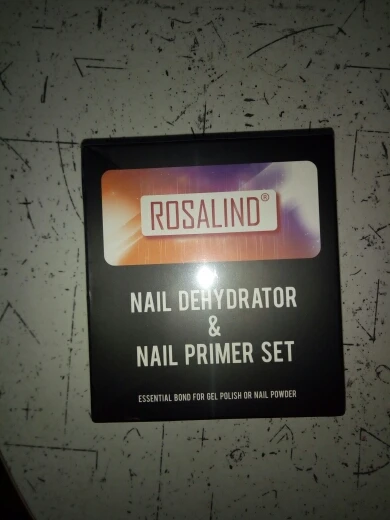 ROSALIND®
NAIL DEHYDRATOR
&
NAIL PRIMER SET
ESSENTIAL BOND FOR GEL POLISH OR NAIL POWDER